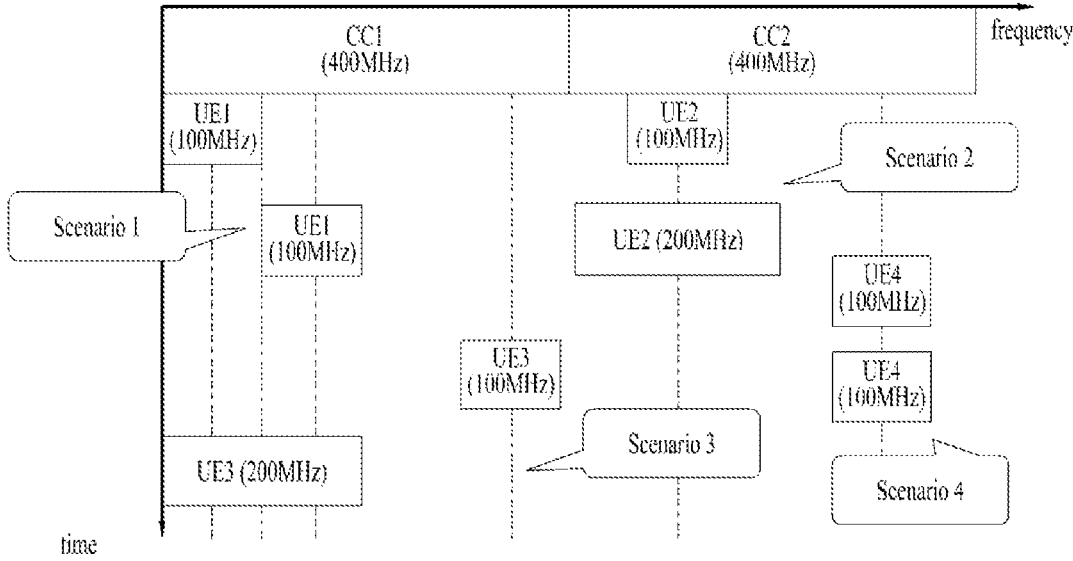 frequency
CC1
(400MHz)
CC2
(400MHz)
UE1
(100MHz)
UE2
(100MHz)
Scenario 2
Scenario 1
UE1
(100MHz)
UE2 (200MHz)
UE4
(100MHz)
UE3
(100MHz)
UE4
(100MHz)
Scenario 3
UE3 (200MHz)
Scenario 4
time